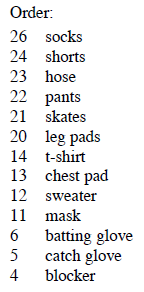 Order:
26 socks
24 shorts
23 hose
22 pants
21 skates
20 leg pads
14 t-shirt
13 chest pad
12 sweater
11 mask
6 batting glove
5 catch glove
4 blocker